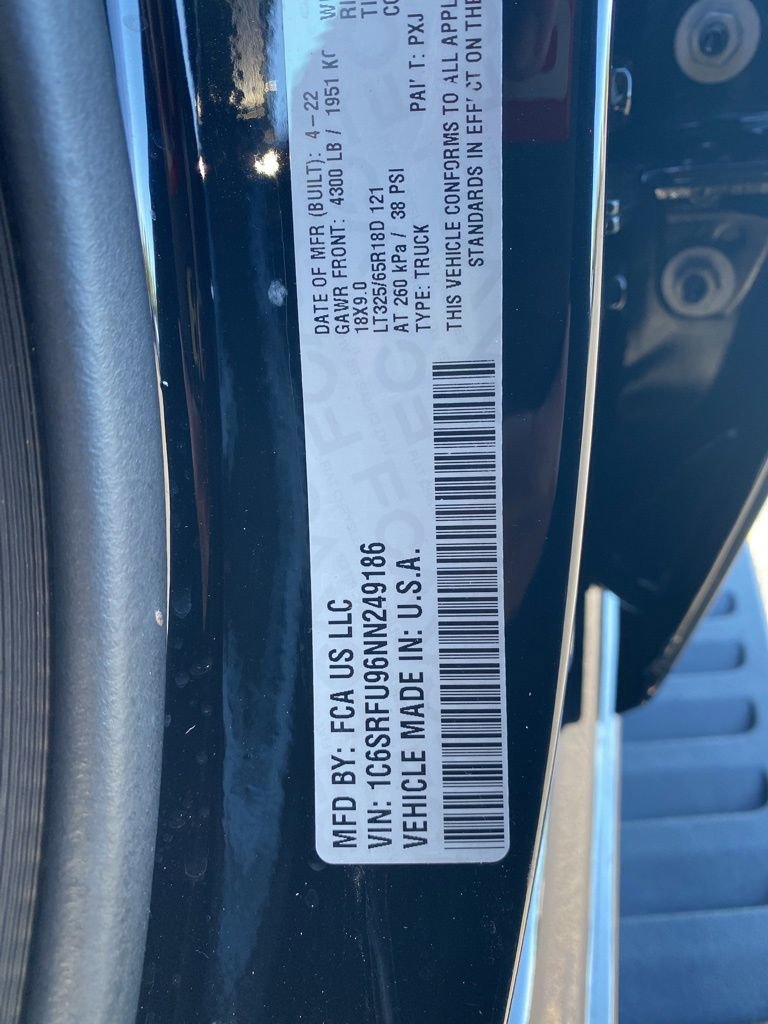 MFD BY: FCA US LLC
DATE OF MFR (BUILT): 4-22
GAWR FRONT: 4300 LB / 1951 KG
18X9.0
LT325/65R18D 121
AT 260 kPa / 38 PSI
TYPE: TRUCK
PAINT: PXJ
VIN: 1C6SRFU96NN249186
VEHICLE MADE IN: U.S.A.
THIS VEHICLE CONFORMS TO ALL APPL
STANDARDS IN EFFECT ON THE